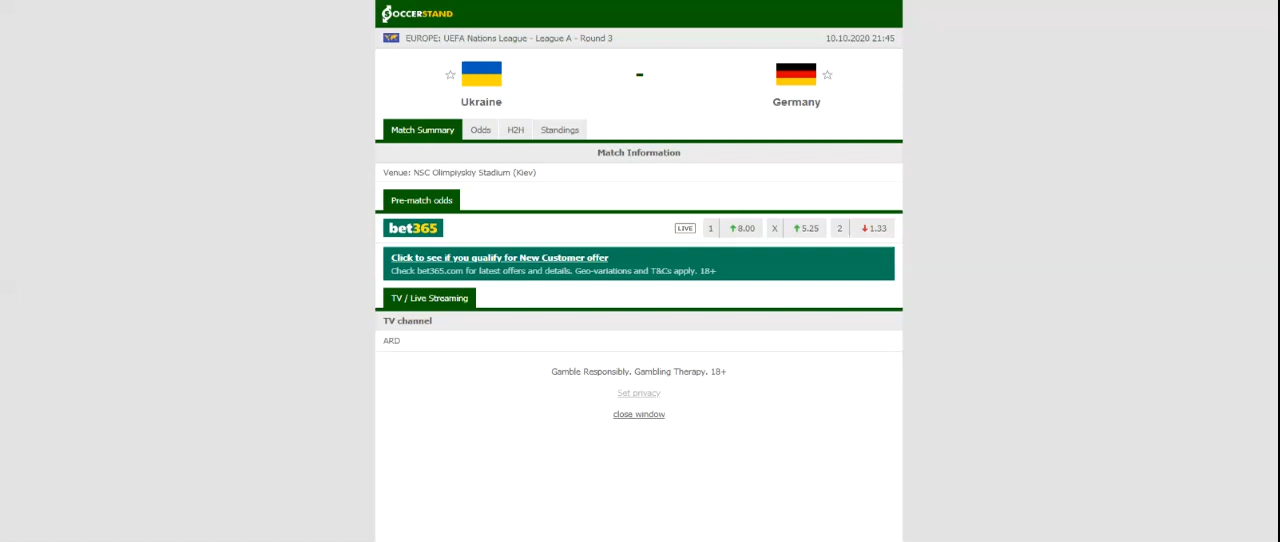 SOCCERSTAND
EUROPE: UEFA Nations League - League A - Round 3 10.10.2020 21:45
-
Ukraine Germany
Match Summary Odds H2H Standings
Match Information
Venue: NSC Olimpiyskiy Stadium (Kiev)
Pre-match odds
bet365 LIVE 1 8.00 X 5.25 2 1.33
Click to see if you qualify for New Customer offer
Check bet365.com for latest offers and details. Geo-variations and T&Cs apply. 18+
TV / Live Streaming
TV channel
ARD
Gamble Responsibly. Gambling Therapy. 18+
Set privacy
close window